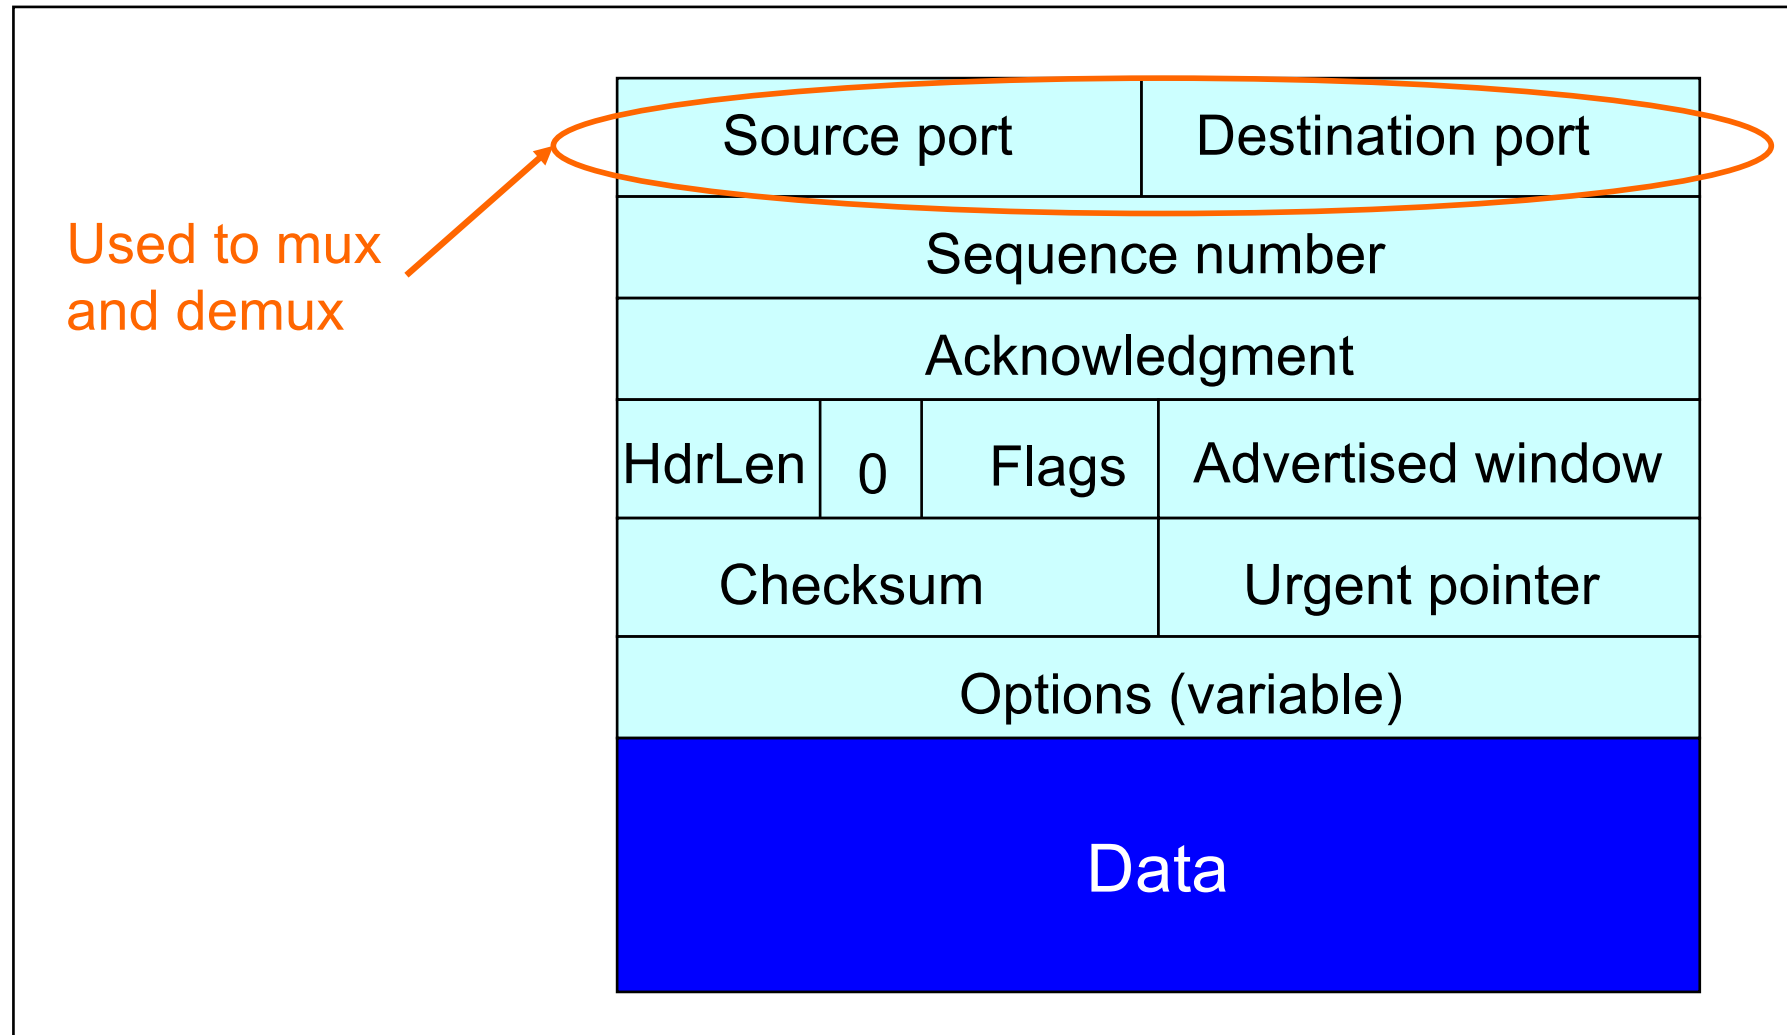 Source port Destination port
Used to mux
and demux
Sequence number
Acknowledgment
HdrLen 0 Flags Advertised window
Checksum Urgent pointer
Options (variable)
Data